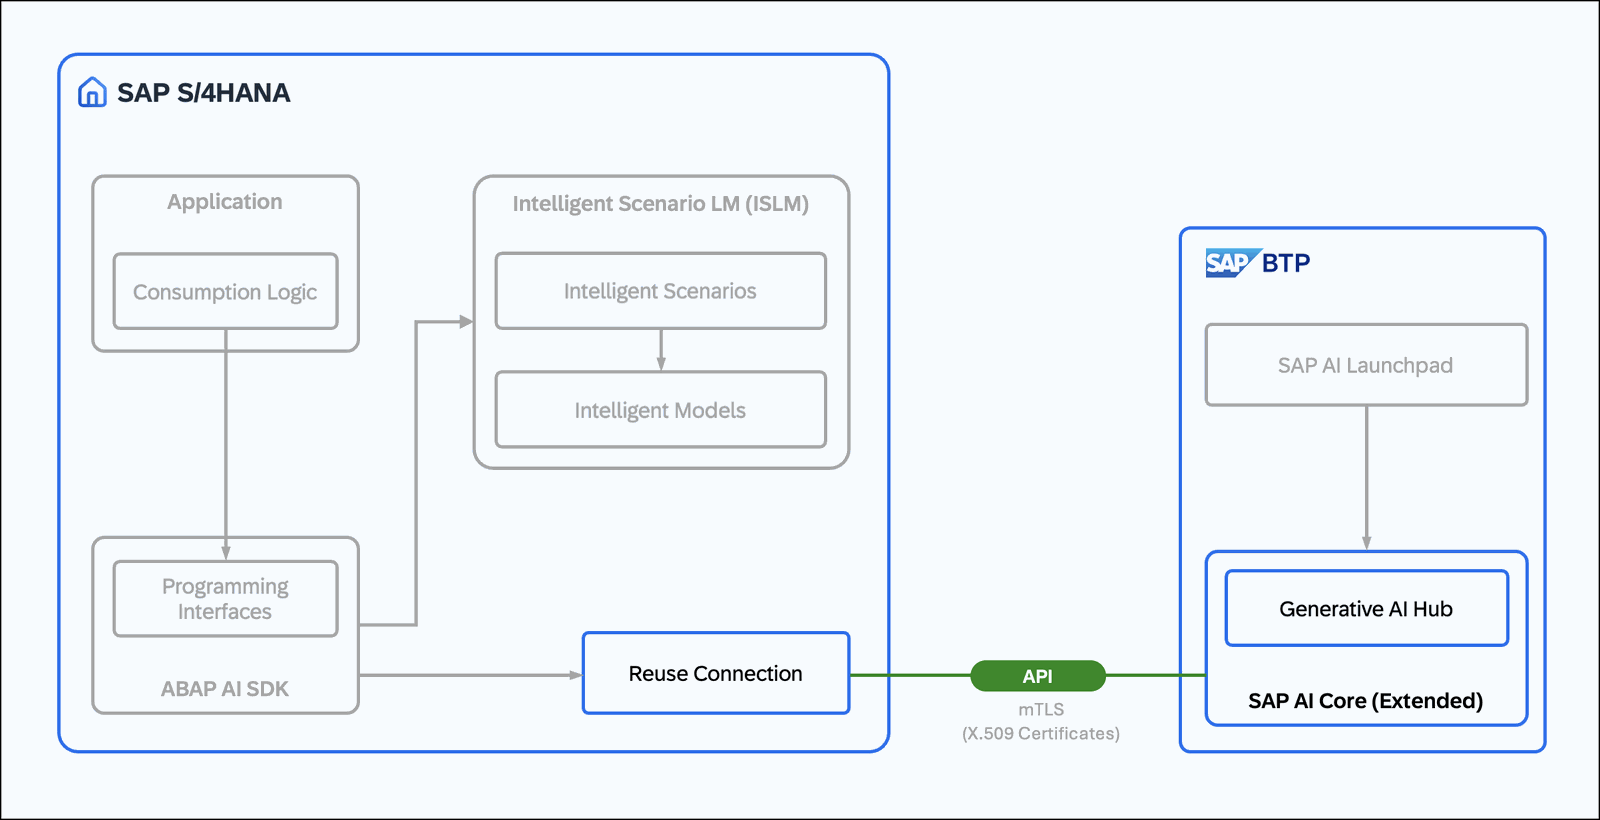 SAP S/4HANA
Application
Consumption Logic
Intelligent Scenario LM (ISLM)
Intelligent Scenarios
Intelligent Models
Programming
Interfaces
ABAP AI SDK
Reuse Connection
API
mTLS
(X.509 Certificates)
SAP BTP
SAP AI Launchpad
Generative AI Hub
SAP AI Core (Extended)